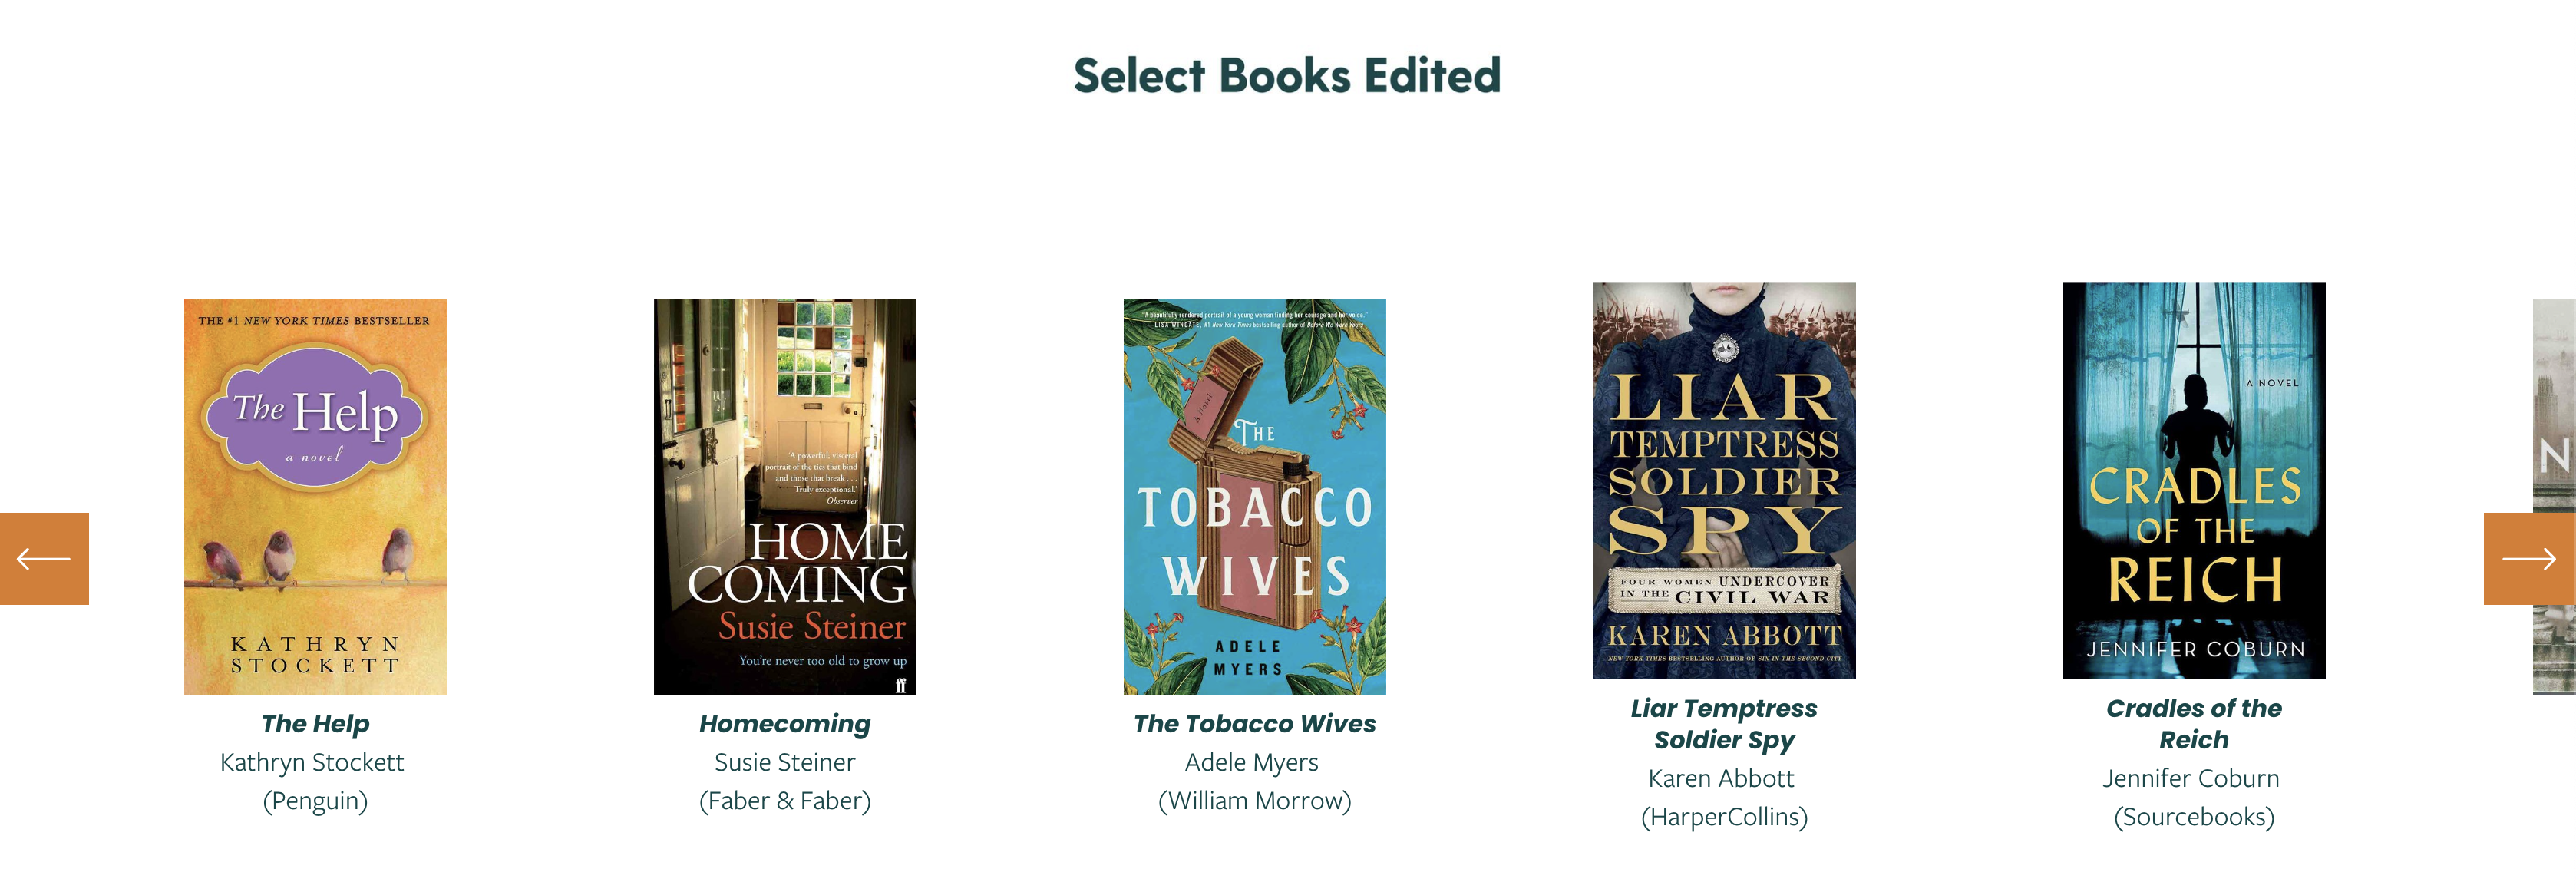 Select Books Edited
THE #1 NEW YORK TIMES BESTSELLER
The Help
a novel
KATHRYN
STOCKETT
The Help
Kathryn Stockett
(Penguin)
'A powerful, visceral
portrait of the ties that bind
and those that break . . .
Truly exceptional.'
Observer
HOME
COMING
Susie Steiner
You're never too old to grow up
ff
Homecoming
Susie Steiner
(Faber & Faber)
"A beautifully rendered portrait of a young woman finding her courage and her voice."
—LISA WINGATE, #1 New York Times bestselling author of Before We Were Yours
A Novel
THE
TOBACCO
WIVES
ADELE
MYERS
The Tobacco Wives
Adele Myers
(William Morrow)
LIAR
TEMPTRESS
SOLDIER
SPY
FOUR WOMEN UNDERCOVER
IN THE CIVIL WAR
KAREN ABBOTT
NEW YORK TIMES BESTSELLING AUTHOR OF SIN IN THE SECOND CITY
Liar Temptress
Soldier Spy
Karen Abbott
(HarperCollins)
A NOVEL
CRADLES
OF THE
REICH
JENNIFER COBURN
Cradles of the
Reich
Jennifer Coburn
(Sourcebooks)
N